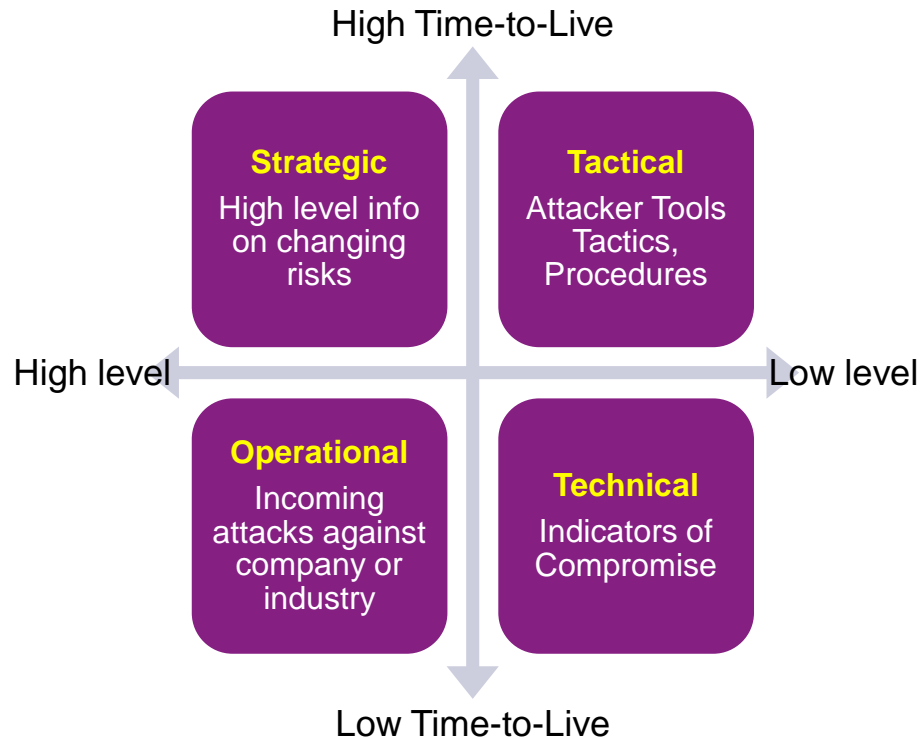 High Time-to-Live
Strategic
High level info
on changing
risks
Tactical
Attacker Tools
Tactics,
Procedures
High level
Low level
Operational
Incoming
attacks against
company or
industry
Technical
Indicators of
Compromise
Low Time-to-Live